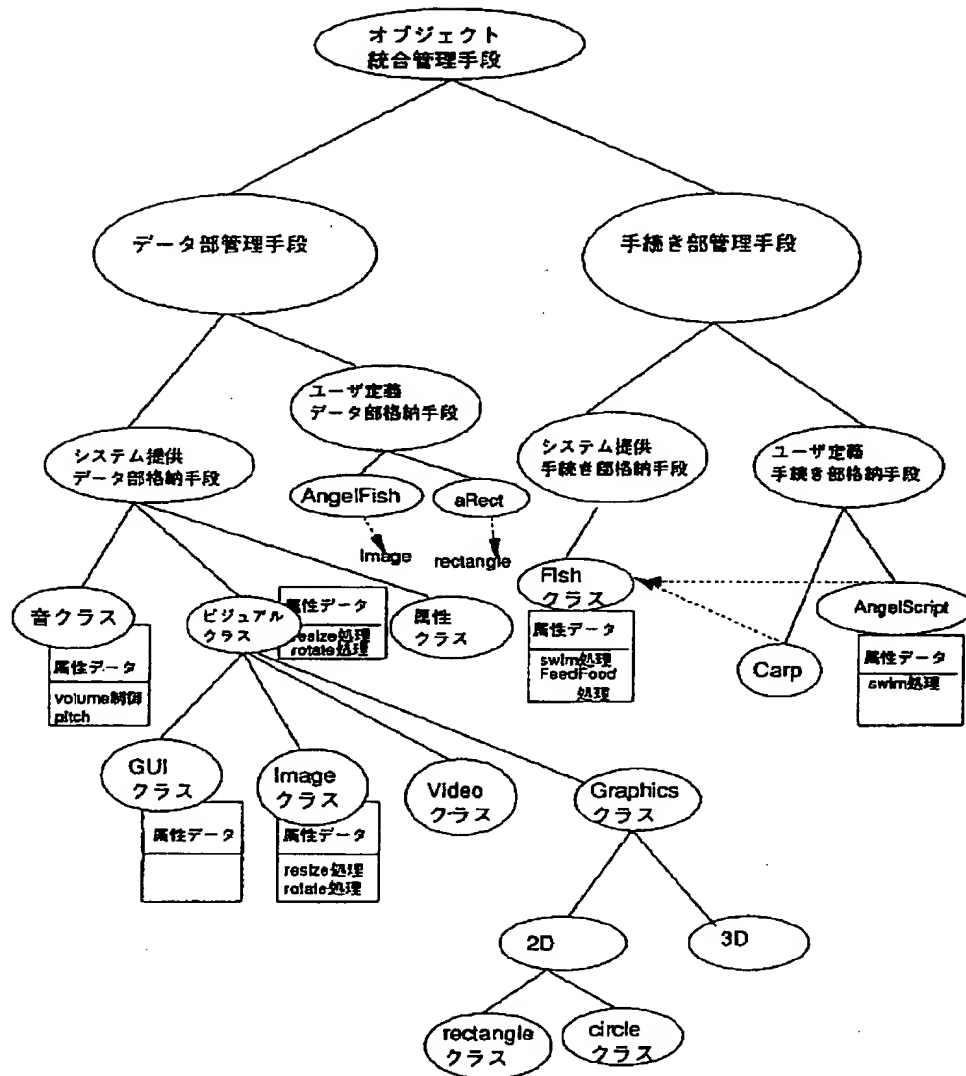 オブジェクト
統合管理手段
データ部管理手段
手続き部管理手段
ユーザ定義
データ部格納手段
システム提供
データ部格納手段
システム提供
手続き部格納手段
ユーザ定義
手続き部格納手段
AngelFish
aRect
Image
rectangle
音クラス
属性データ
volume制御
pitch
ビジュアル
クラス
属性データ
resize処理
rotate処理
属性
クラス
Fish
クラス
属性データ
swim処理
FeedFood
処理
Carp
AngelScript
属性データ
swim処理
GUI
クラス
属性データ
Image
クラス
属性データ
resize処理
rotate処理
Video
クラス
Graphics
クラス
2D
3D
rectangle
クラス
circle
クラス